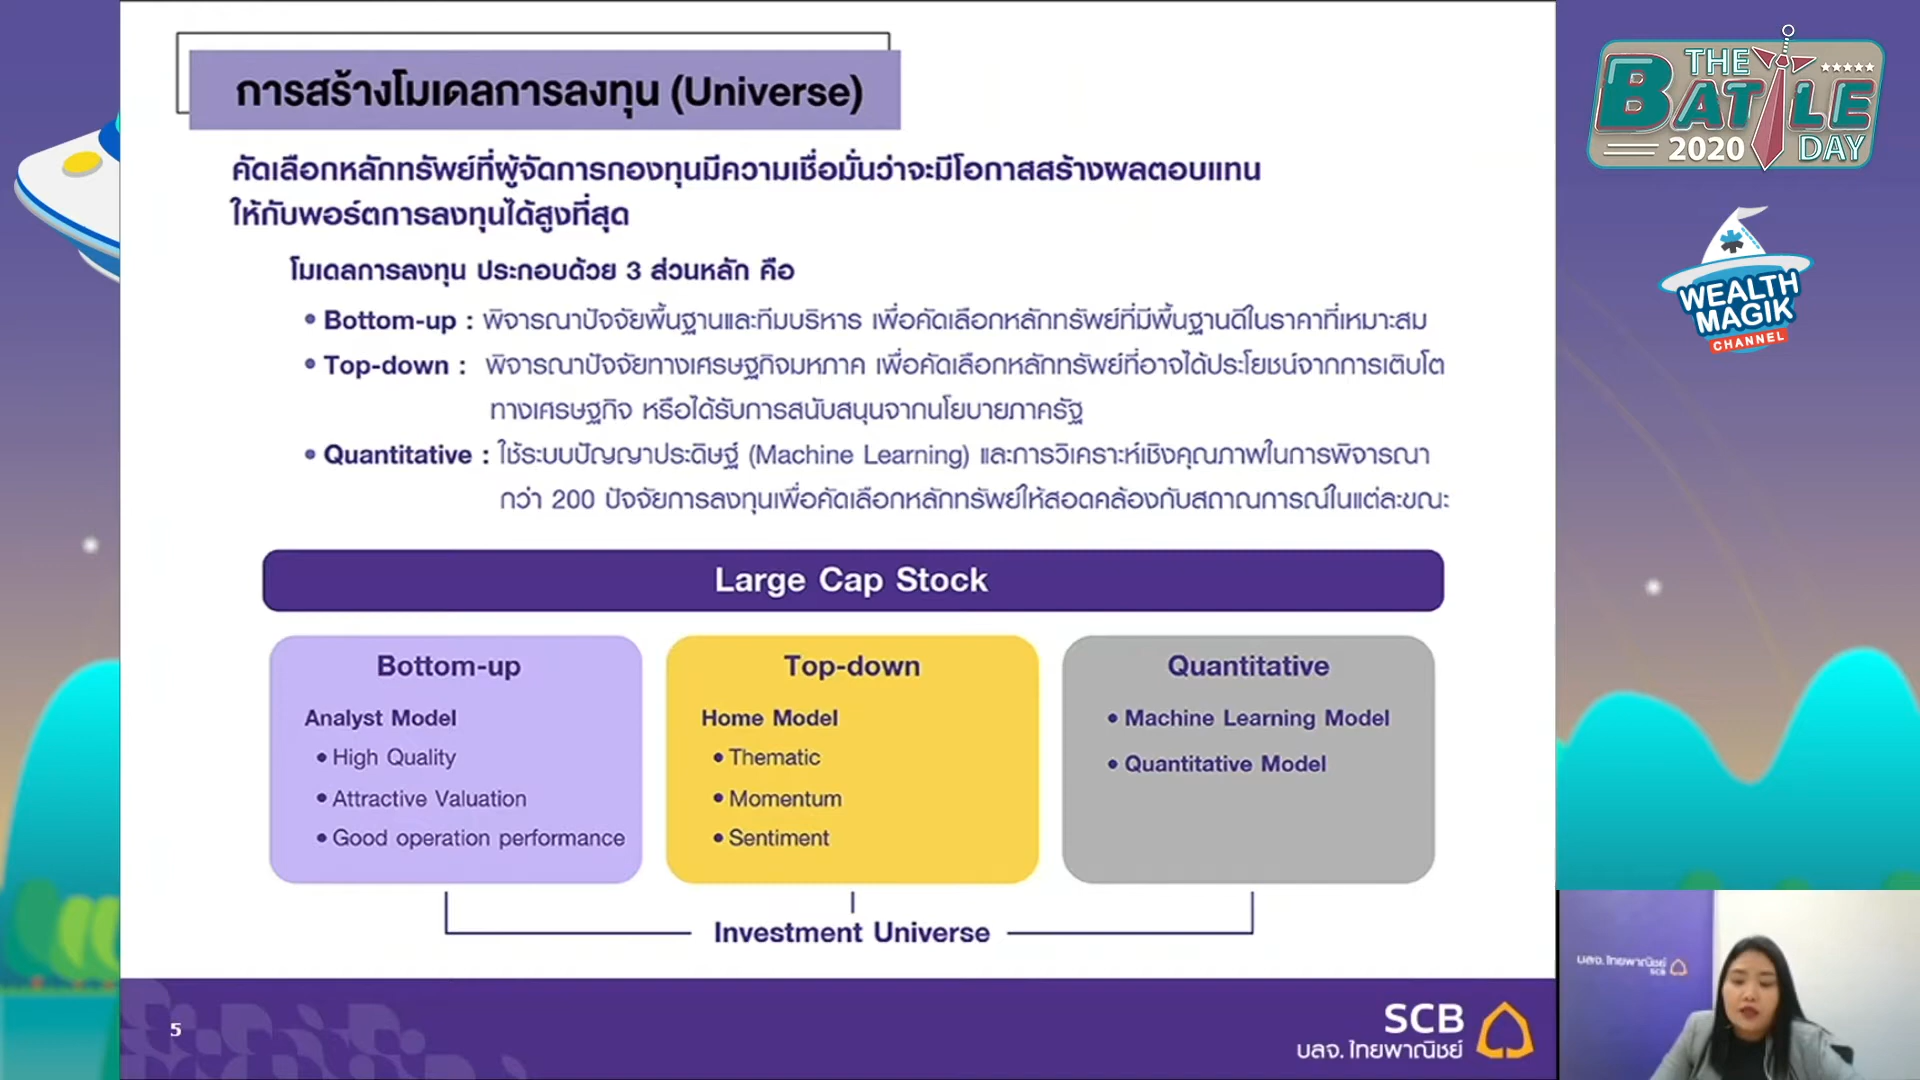 การสร้างโมเดลการลงทุน (Universe)
คัดเลือกหลักทรัพย์ที่ผู้จัดการกองทุนมีความเชื่อมั่นว่าจะมีโอกาสสร้างผลตอบแทน
ให้กับพอร์ตการลงทุนได้สูงที่สุด
โมเดลการลงทุน ประกอบด้วย 3 ส่วนหลัก คือ
• Bottom-up : พิจารณาปัจจัยพื้นฐานและทีมบริหาร เพื่อคัดเลือกหลักทรัพย์ที่มีพื้นฐานดีในราคาที่เหมาะสม
• Top-down : พิจารณาปัจจัยทางเศรษฐกิจมหภาค เพื่อคัดเลือกหลักทรัพย์ที่อาจได้ประโยชน์จากการเติบโต
ทางเศรษฐกิจ หรือได้รับการสนับสนุนจากนโยบายภาครัฐ
• Quantitative : ใช้ระบบปัญญาประดิษฐ์ (Machine Learning) และการวิเคราะห์เชิงคุณภาพในการพิจารณา
กว่า 200 ปัจจัยการลงทุนเพื่อคัดเลือกหลักทรัพย์ให้สอดคล้องกับสถาณการณ์ในแต่ละขณะ
Large Cap Stock
Bottom-up
Analyst Model
• High Quality
• Attractive Valuation
• Good operation performance
Top-down
Home Model
• Thematic
• Momentum
• Sentiment
Quantitative
• Machine Learning Model
• Quantitative Model
Investment Universe
5
SCB
บลจ. ไทยพาณิชย์
THE
BATTLE
2020 DAY
WEALTH
MAGIK
CHANNEL
บลจ. ไทยพาณิชย์
SCB